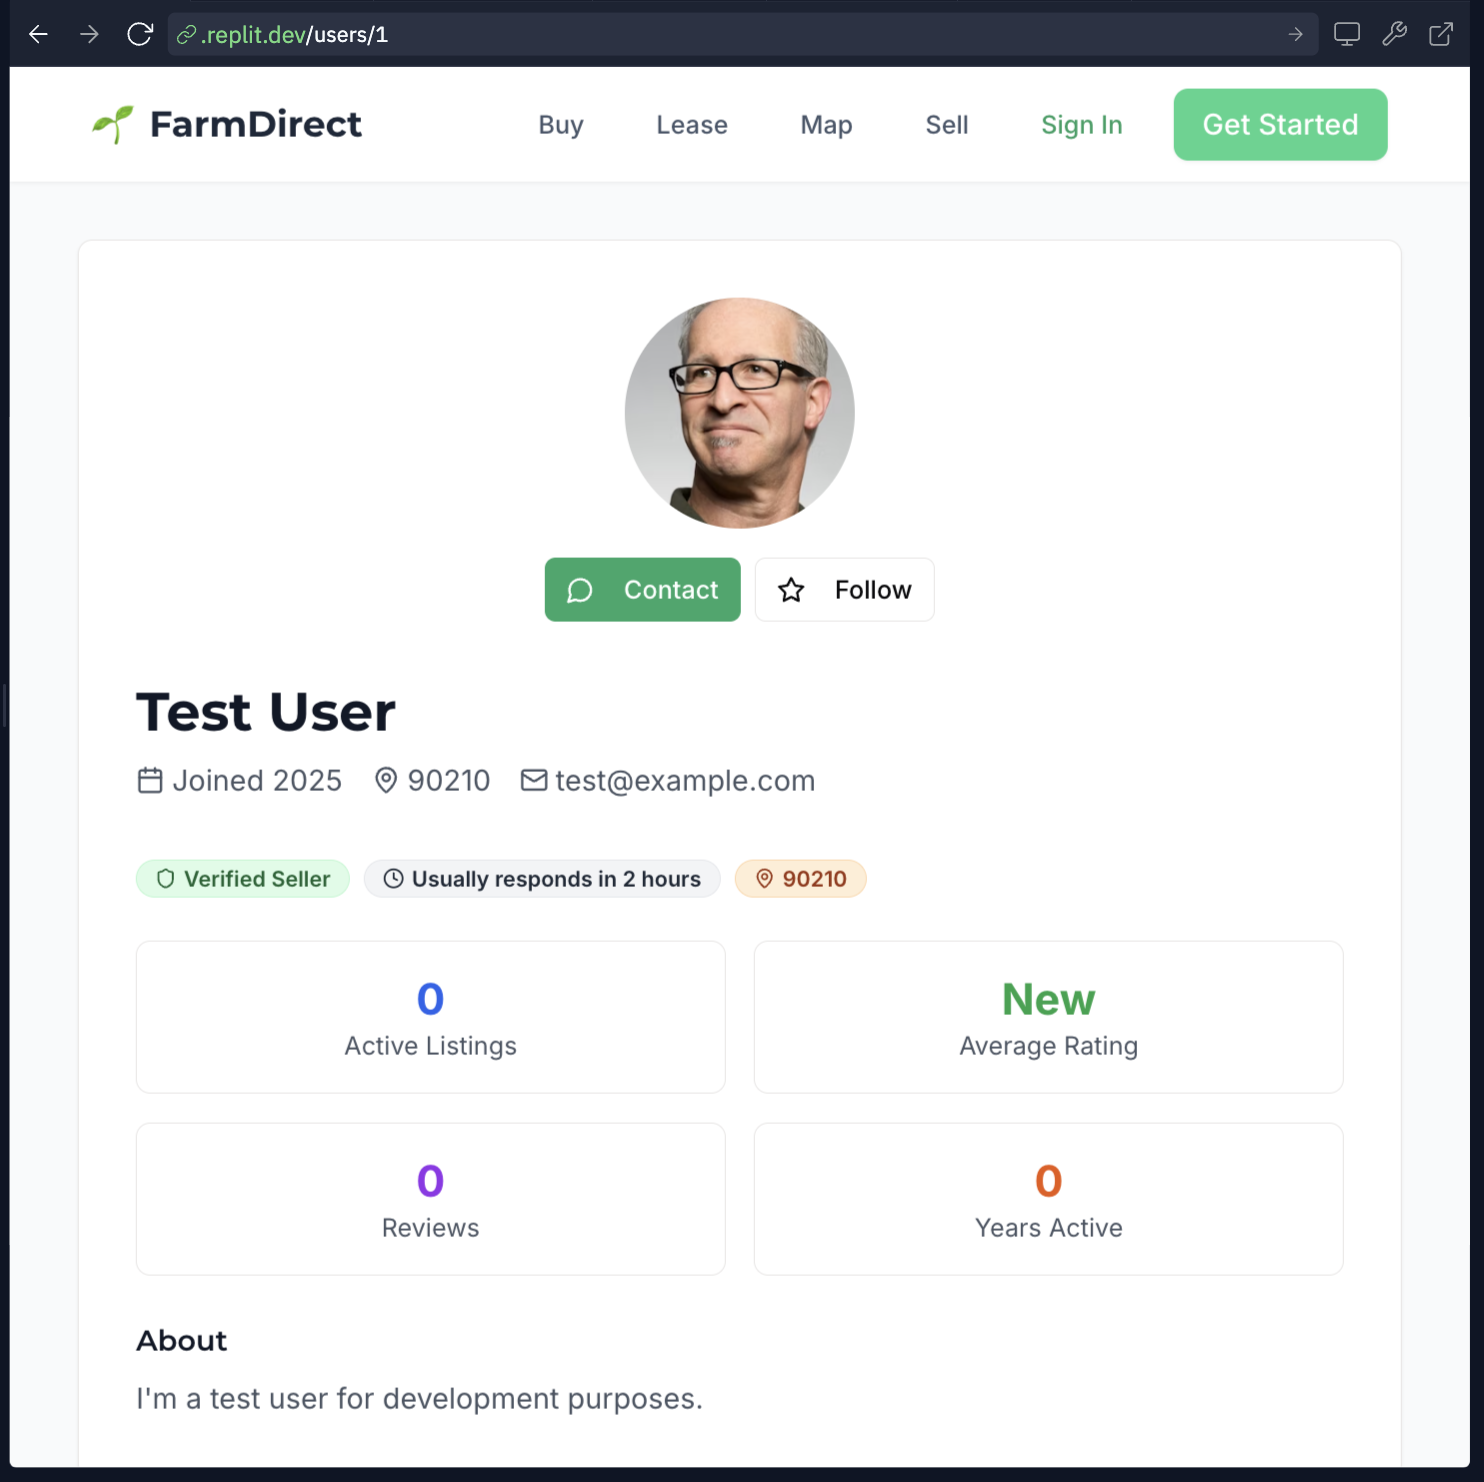 .replit.dev/users/1
FarmDirect Buy Lease Map Sell Sign In Get Started
Contact Follow
Test User
Joined 2025 90210 test@example.com
Verified Seller Usually responds in 2 hours 90210
0 New
Active Listings Average Rating
0 0
Reviews Years Active
About
I'm a test user for development purposes.